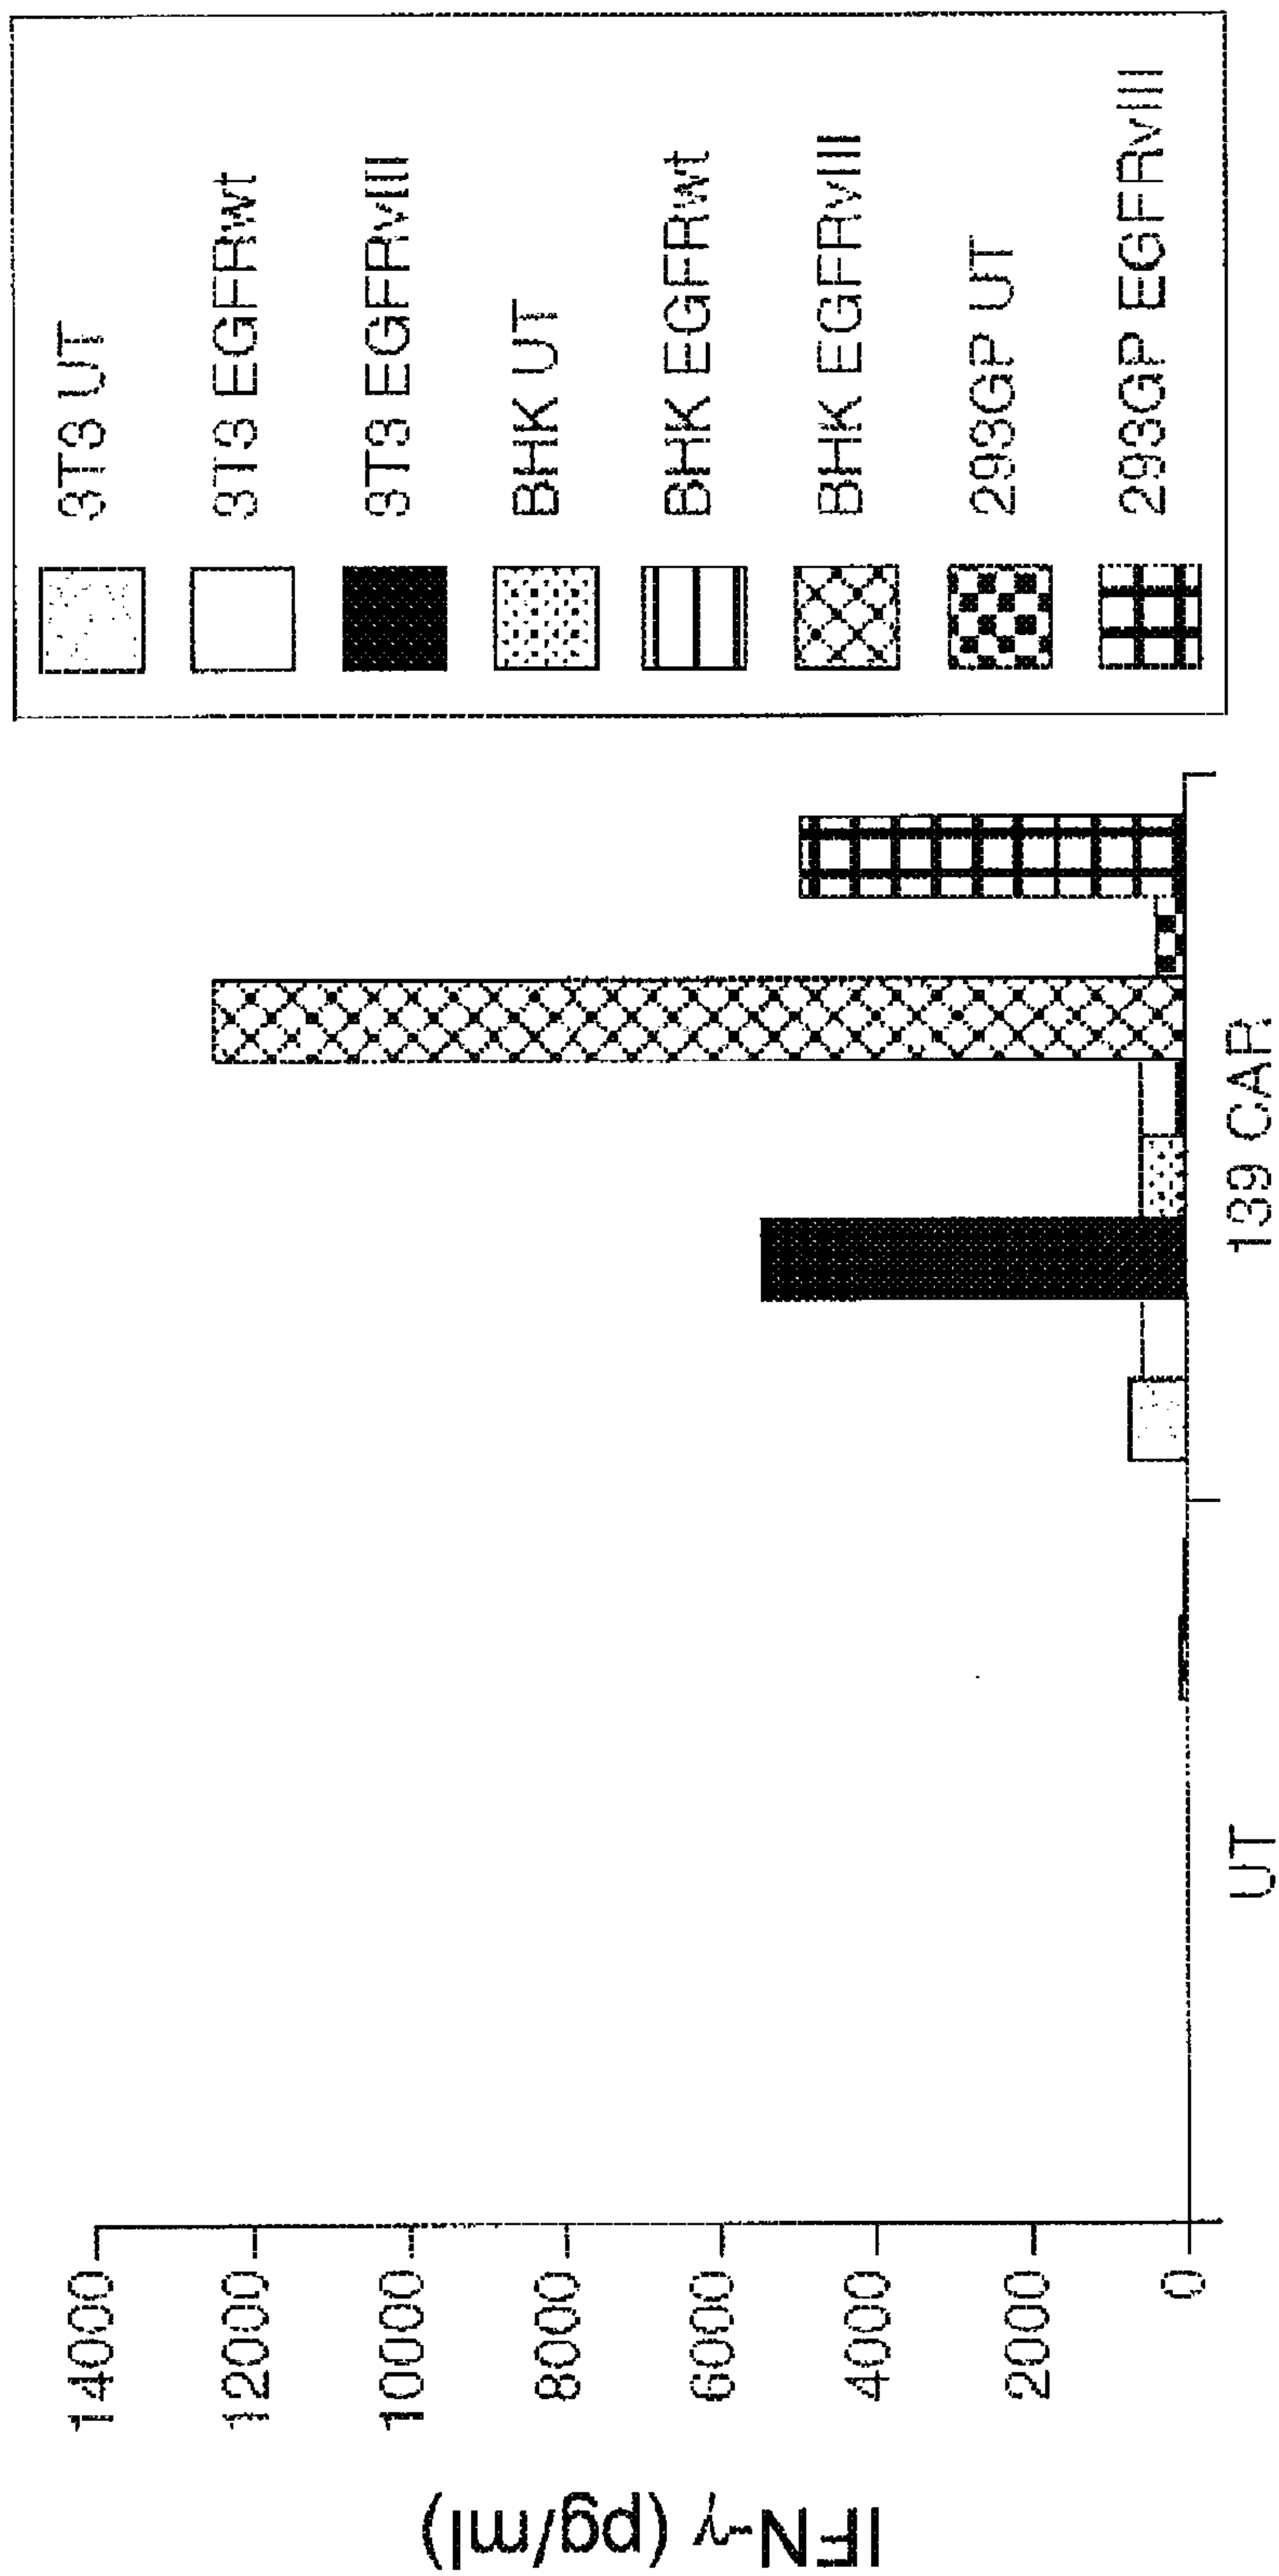 IFN-γ (pg/ml)
14000
12000
10000
8000
6000
4000
2000
0
UT
139 CAR
3T3 UT
3T3 EGFRwt
3T3 EGFRvIII
BHK UT
BHK EGFRwt
BHK EGFRvIII
293GP UT
293GP EGFRvIII